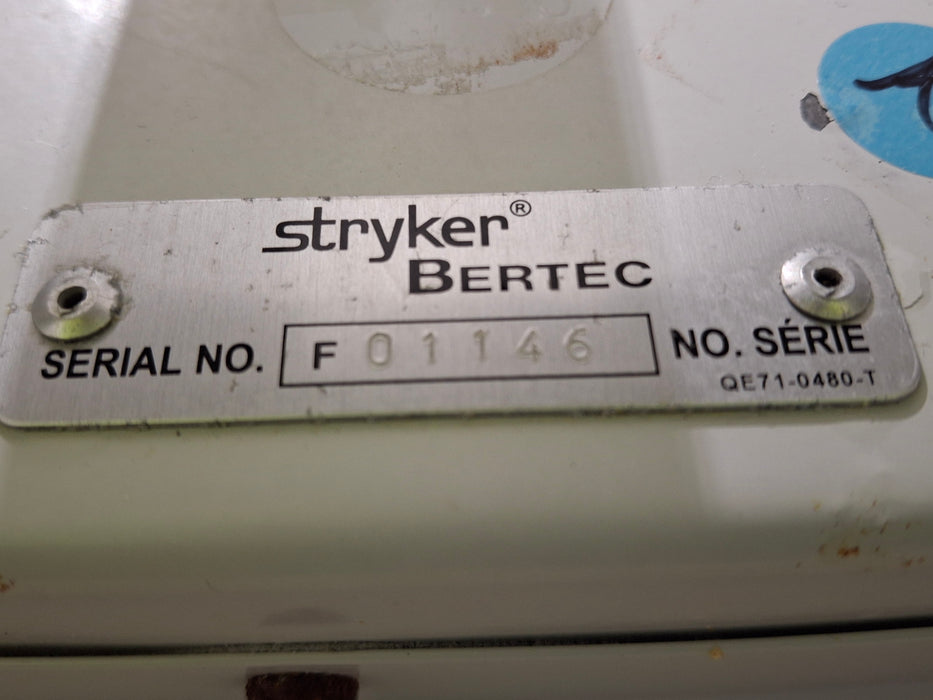 stryker®
BERTEC
SERIAL NO. F 01146 NO. SÉRIE
QE71-0480-T